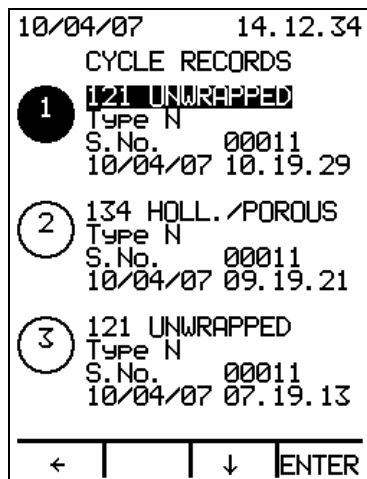 10/04/07 14.12.34
CYCLE RECORDS
1 121 UNWRAPPED
Type N
S.No. 00011
10/04/07 10.19.29
2 134 HOLL./POROUS
Type N
S.No. 00011
10/04/07 09.19.21
3 121 UNWRAPPED
Type N
S.No. 00011
10/04/07 07.19.13
← ↓ ENTER